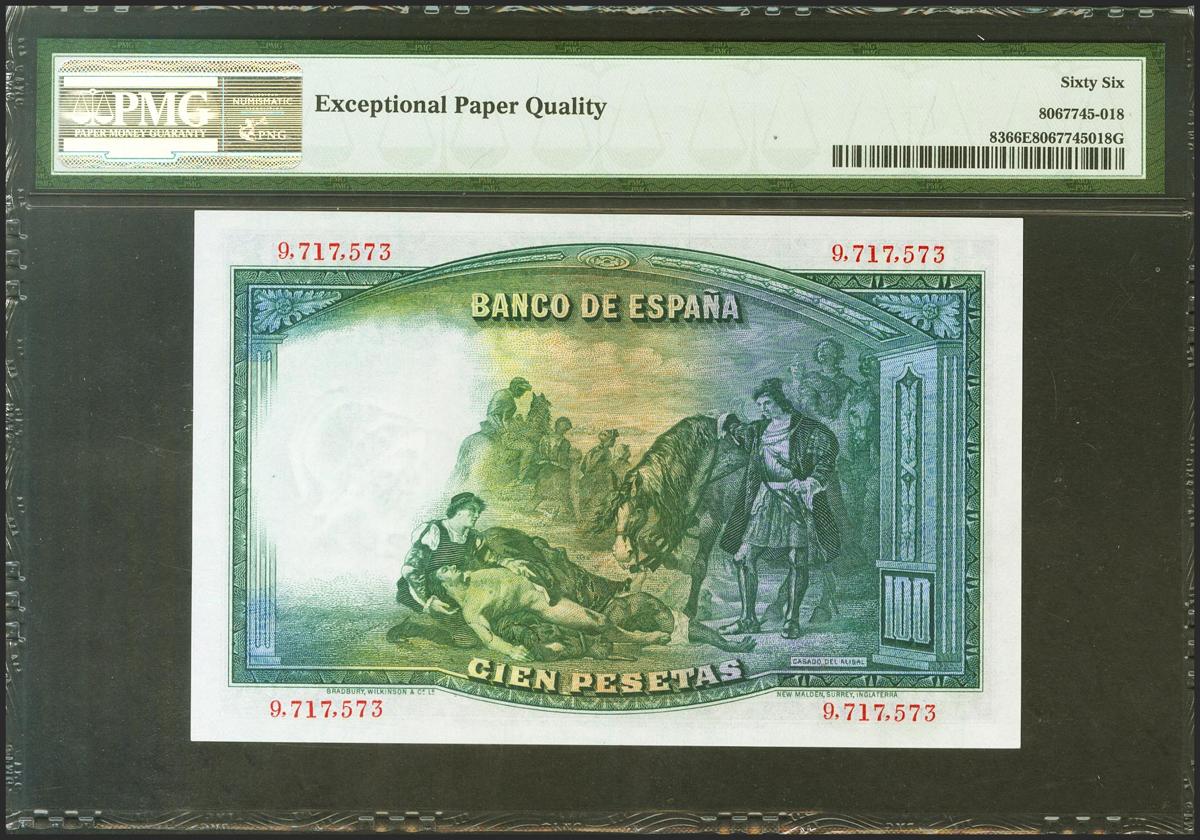 PMG
PAPER MONEY GUARANTY
NUMISMATIC
PNG
Exceptional Paper Quality
Sixty Six
8067745-018
8366E8067745018G
9,717,573
9,717,573
BANCO DE ESPAÑA
100
CASADO DEL ALISAL
CIEN PESETAS
BRADBURY, WILKINSON & Cº Lᴰ
NEW MALDEN, SURREY, INGLATERRA
9,717,573
9,717,573